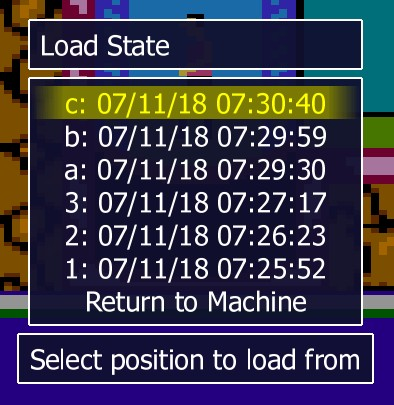 Load State
c: 07/11/18 07:30:40
b: 07/11/18 07:29:59
a: 07/11/18 07:29:30
3: 07/11/18 07:27:17
2: 07/11/18 07:26:23
1: 07/11/18 07:25:52
Return to Machine
Select position to load from